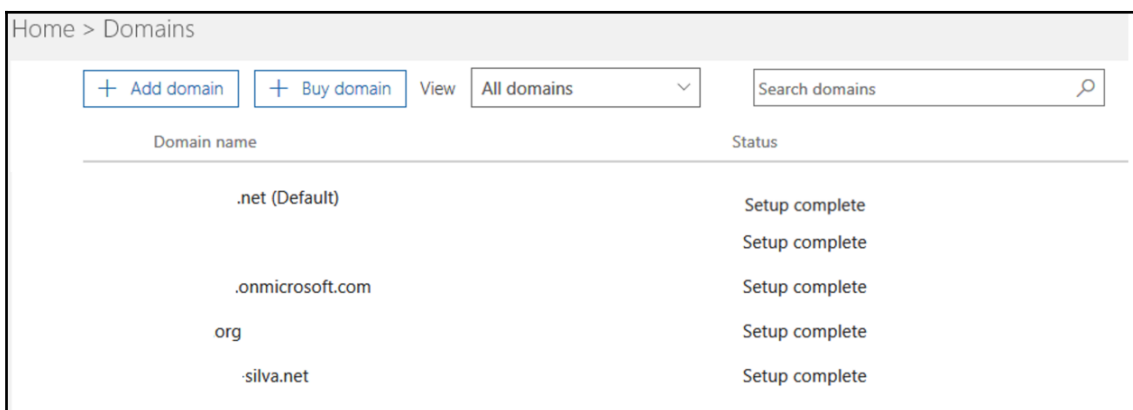 Home > Domains
+ Add domain + Buy domain View All domains Search domains
Domain name Status
.net (Default) Setup complete
Setup complete
.onmicrosoft.com Setup complete
org Setup complete
-silva.net Setup complete